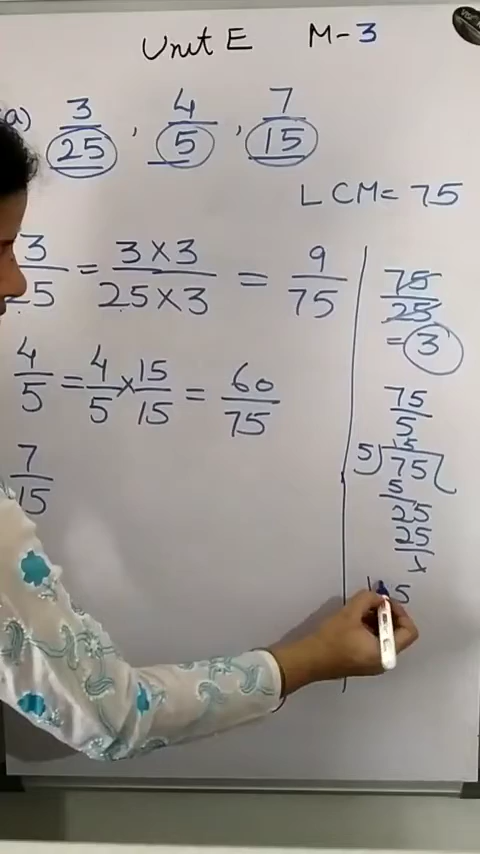 Unit E M-3
a) 3/25, 4/5, 7/15
LCM= 75
3/25 = 3×3/25×3 = 9/75
75/25
= 3
4/5 = 4/5 × 15/15 = 60/75
75/5
15
5)75(
5
25
25
×
7/15
5